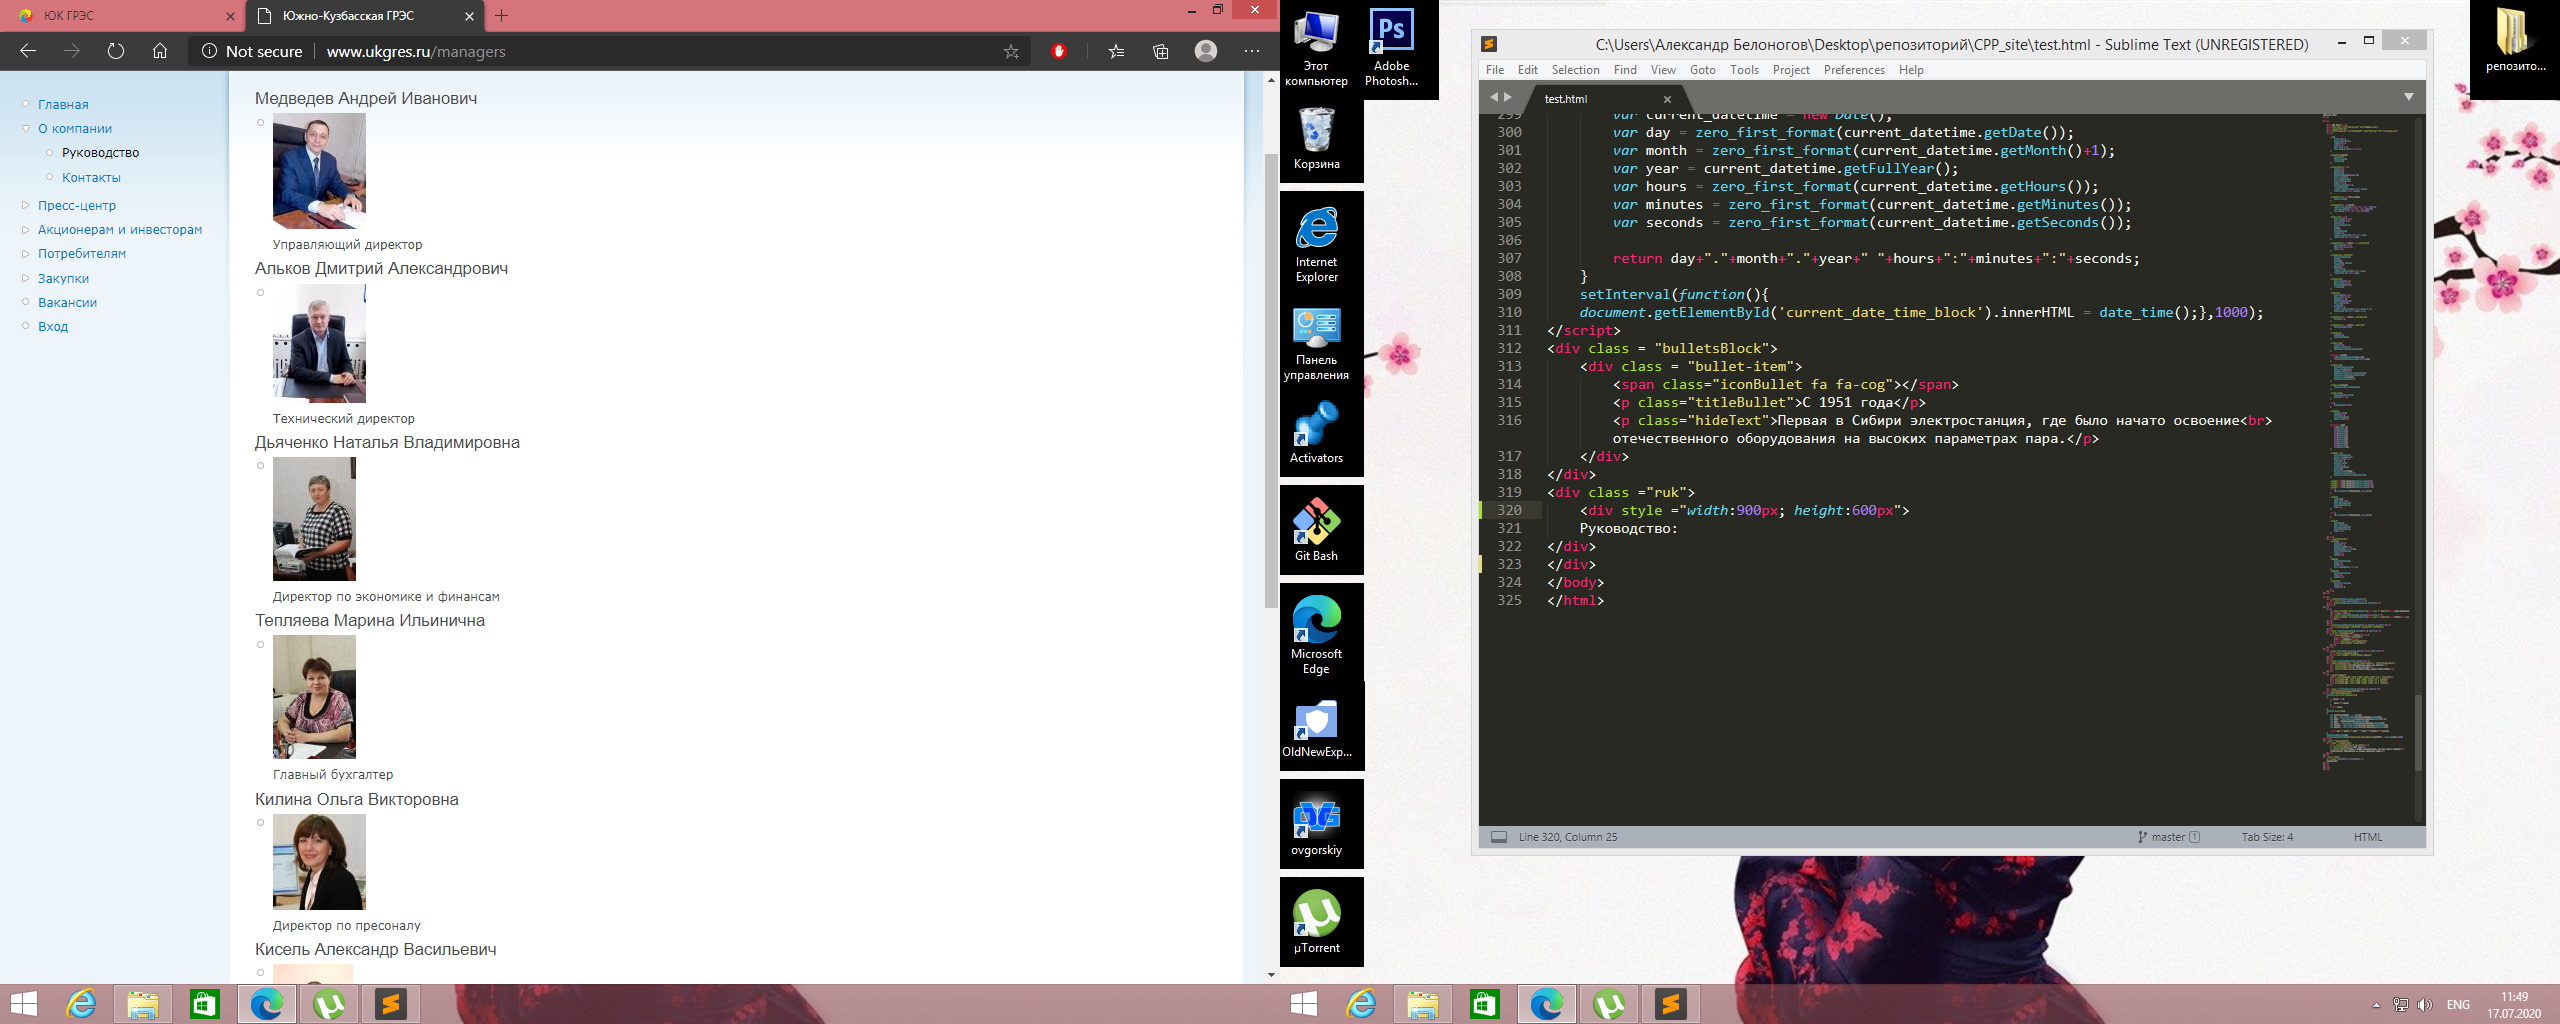 ЮК ГРЭС
Южно-Кузбасская ГРЭС
Not secure
www.ukgres.ru/managers
Главная
О компании
Руководство
Контакты
Пресс-центр
Акционерам и инвесторам
Потребителям
Закупки
Вакансии
Вход
Медведев Андрей Иванович
Управляющий директор
Альков Дмитрий Александрович
Технический директор
Дьяченко Наталья Владимировна
Директор по экономике и финансам
Тепляева Марина Ильинична
Главный бухгалтер
Килина Ольга Викторовна
Директор по пресоналу
Кисель Александр Васильевич
Этот
компьютер
Ps
Adobe
Photosh...
Корзина
Internet
Explorer
Панель
управления
Activators
Git Bash
Microsoft
Edge
OldNewExp...
ovgorskiy
µTorrent
репозито...
C:\Users\Александр Белоногов\Desktop\репозиторий\CPP_site\test.html - Sublime Text (UNREGISTERED)
File Edit Selection Find View Goto Tools Project Preferences Help
test.html
299 var current_datetime = new Date();
300 var day = zero_first_format(current_datetime.getDate());
301 var month = zero_first_format(current_datetime.getMonth()+1);
302 var year = current_datetime.getFullYear();
303 var hours = zero_first_format(current_datetime.getHours());
304 var minutes = zero_first_format(current_datetime.getMinutes());
305 var seconds = zero_first_format(current_datetime.getSeconds());
306
307 return day+"."+month+"."+year+" "+hours+":"+minutes+":"+seconds;
308 }
309 setInterval(function(){
310 document.getElementById('current_date_time_block').innerHTML = date_time();},1000);
311 </script>
312 <div class = "bulletsBlock">
313 <div class = "bullet-item">
314 <span class="iconBullet fa fa-cog"></span>
315 <p class="titleBullet">С 1951 года</p>
316 <p class="hideText">Первая в Сибири электростанция, где было начато освоение<br>
отечественного оборудования на высоких параметрах пара.</p>
317 </div>
318 </div>
319 <div class ="ruk">
320 <div style ="width:900px; height:600px">
321 Руководство:
322 </div>
323 </div>
324 </body>
325 </html>
Line 320, Column 25
master 1
Tab Size: 4
HTML
ENG
11:49
17.07.2020